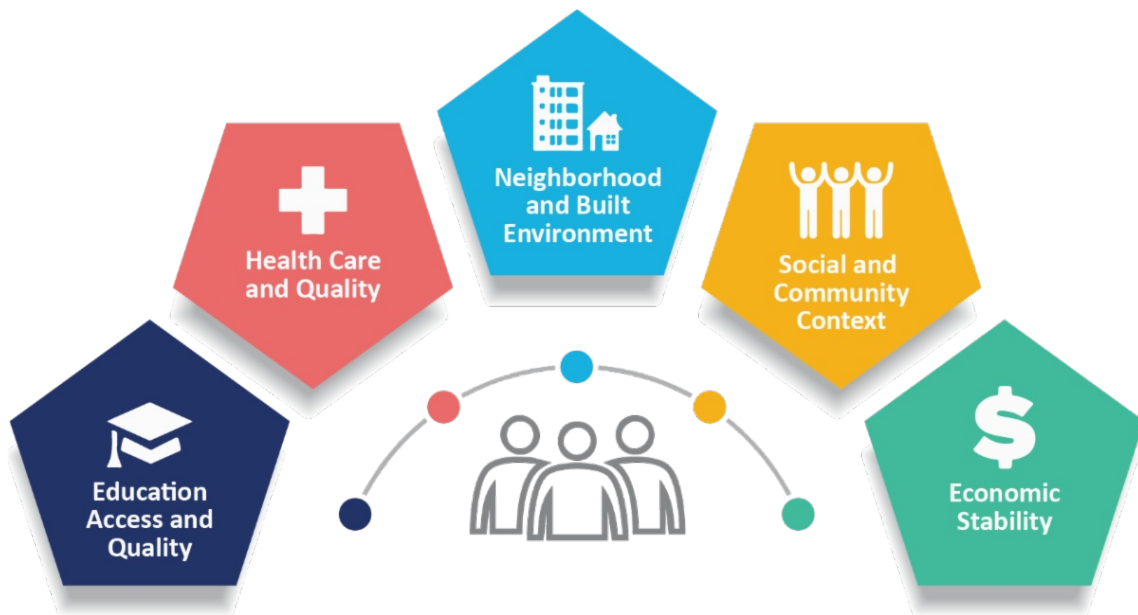 Education
Access and
Quality
Health Care
and Quality
Neighborhood
and Built
Environment
Social and
Community
Context
$
Economic
Stability